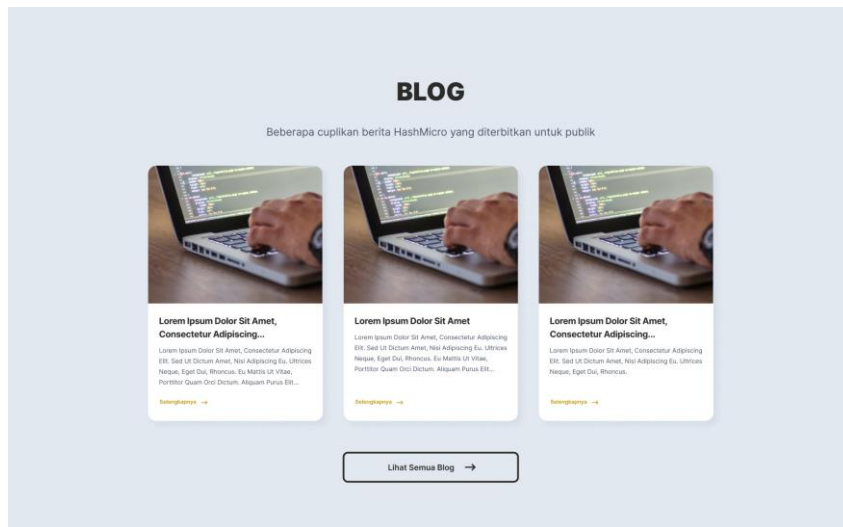 BLOG
Beberapa cuplikan berita HashMicro yang diterbitkan untuk publik
Lorem Ipsum Dolor Sit Amet,
Consectetur Adipiscing...
Lorem Ipsum Dolor Sit Amet, Consectetur Adipiscing
Elit. Sed Ut Dictum Amet, Nisi Adipiscing Eu. Ultrices
Neque, Eget Dui, Rhoncus. Eu Mattis Ut Vitae,
Porttitor Quam Orci Dictum. Aliquam Purus Elit...
Selengkapnya →
Lorem Ipsum Dolor Sit Amet
Lorem Ipsum Dolor Sit Amet, Consectetur Adipiscing
Elit. Sed Ut Dictum Amet, Nisi Adipiscing Eu. Ultrices
Neque, Eget Dui, Rhoncus. Eu Mattis Ut Vitae,
Porttitor Quam Orci Dictum. Aliquam Purus Elit...
Selengkapnya →
Lorem Ipsum Dolor Sit Amet,
Consectetur Adipiscing...
Lorem Ipsum Dolor Sit Amet, Consectetur Adipiscing
Elit. Sed Ut Dictum Amet, Nisi Adipiscing Eu. Ultrices
Neque, Eget Dui, Rhoncus.
Selengkapnya →
Lihat Semua Blog →